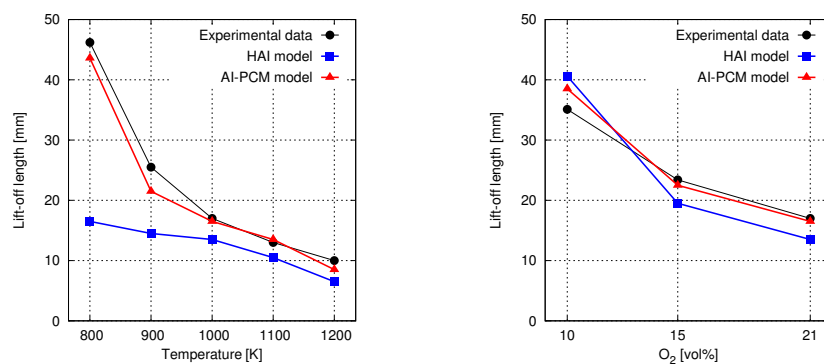 50
40
30
20
10
0
Lift-off length [mm]
800 900 1000 1100 1200
Temperature [K]
Experimental data
HAI model
AI-PCM model
50
40
30
20
10
0
Lift-off length [mm]
10 15 21
O2 [vol%]
Experimental data
HAI model
AI-PCM model